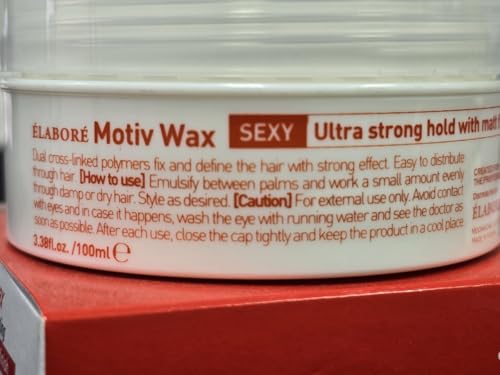 ÉLABORÉ Motiv Wax SEXY Ultra strong hold with matt
Dual cross-linked polymers fix and define the hair with strong effect. Easy to distribute
through hair. [How to use] Emulsify between palms and work a small amount evenly
through damp or dry hair. Style as desired. [Caution] For external use only. Avoid contact
with eyes and in case it happens, wash the eye with running water and see the doctor as
soon as possible. After each use, close the cap tightly and keep the product in a cool place
3.38fl.oz. /100ml ℮